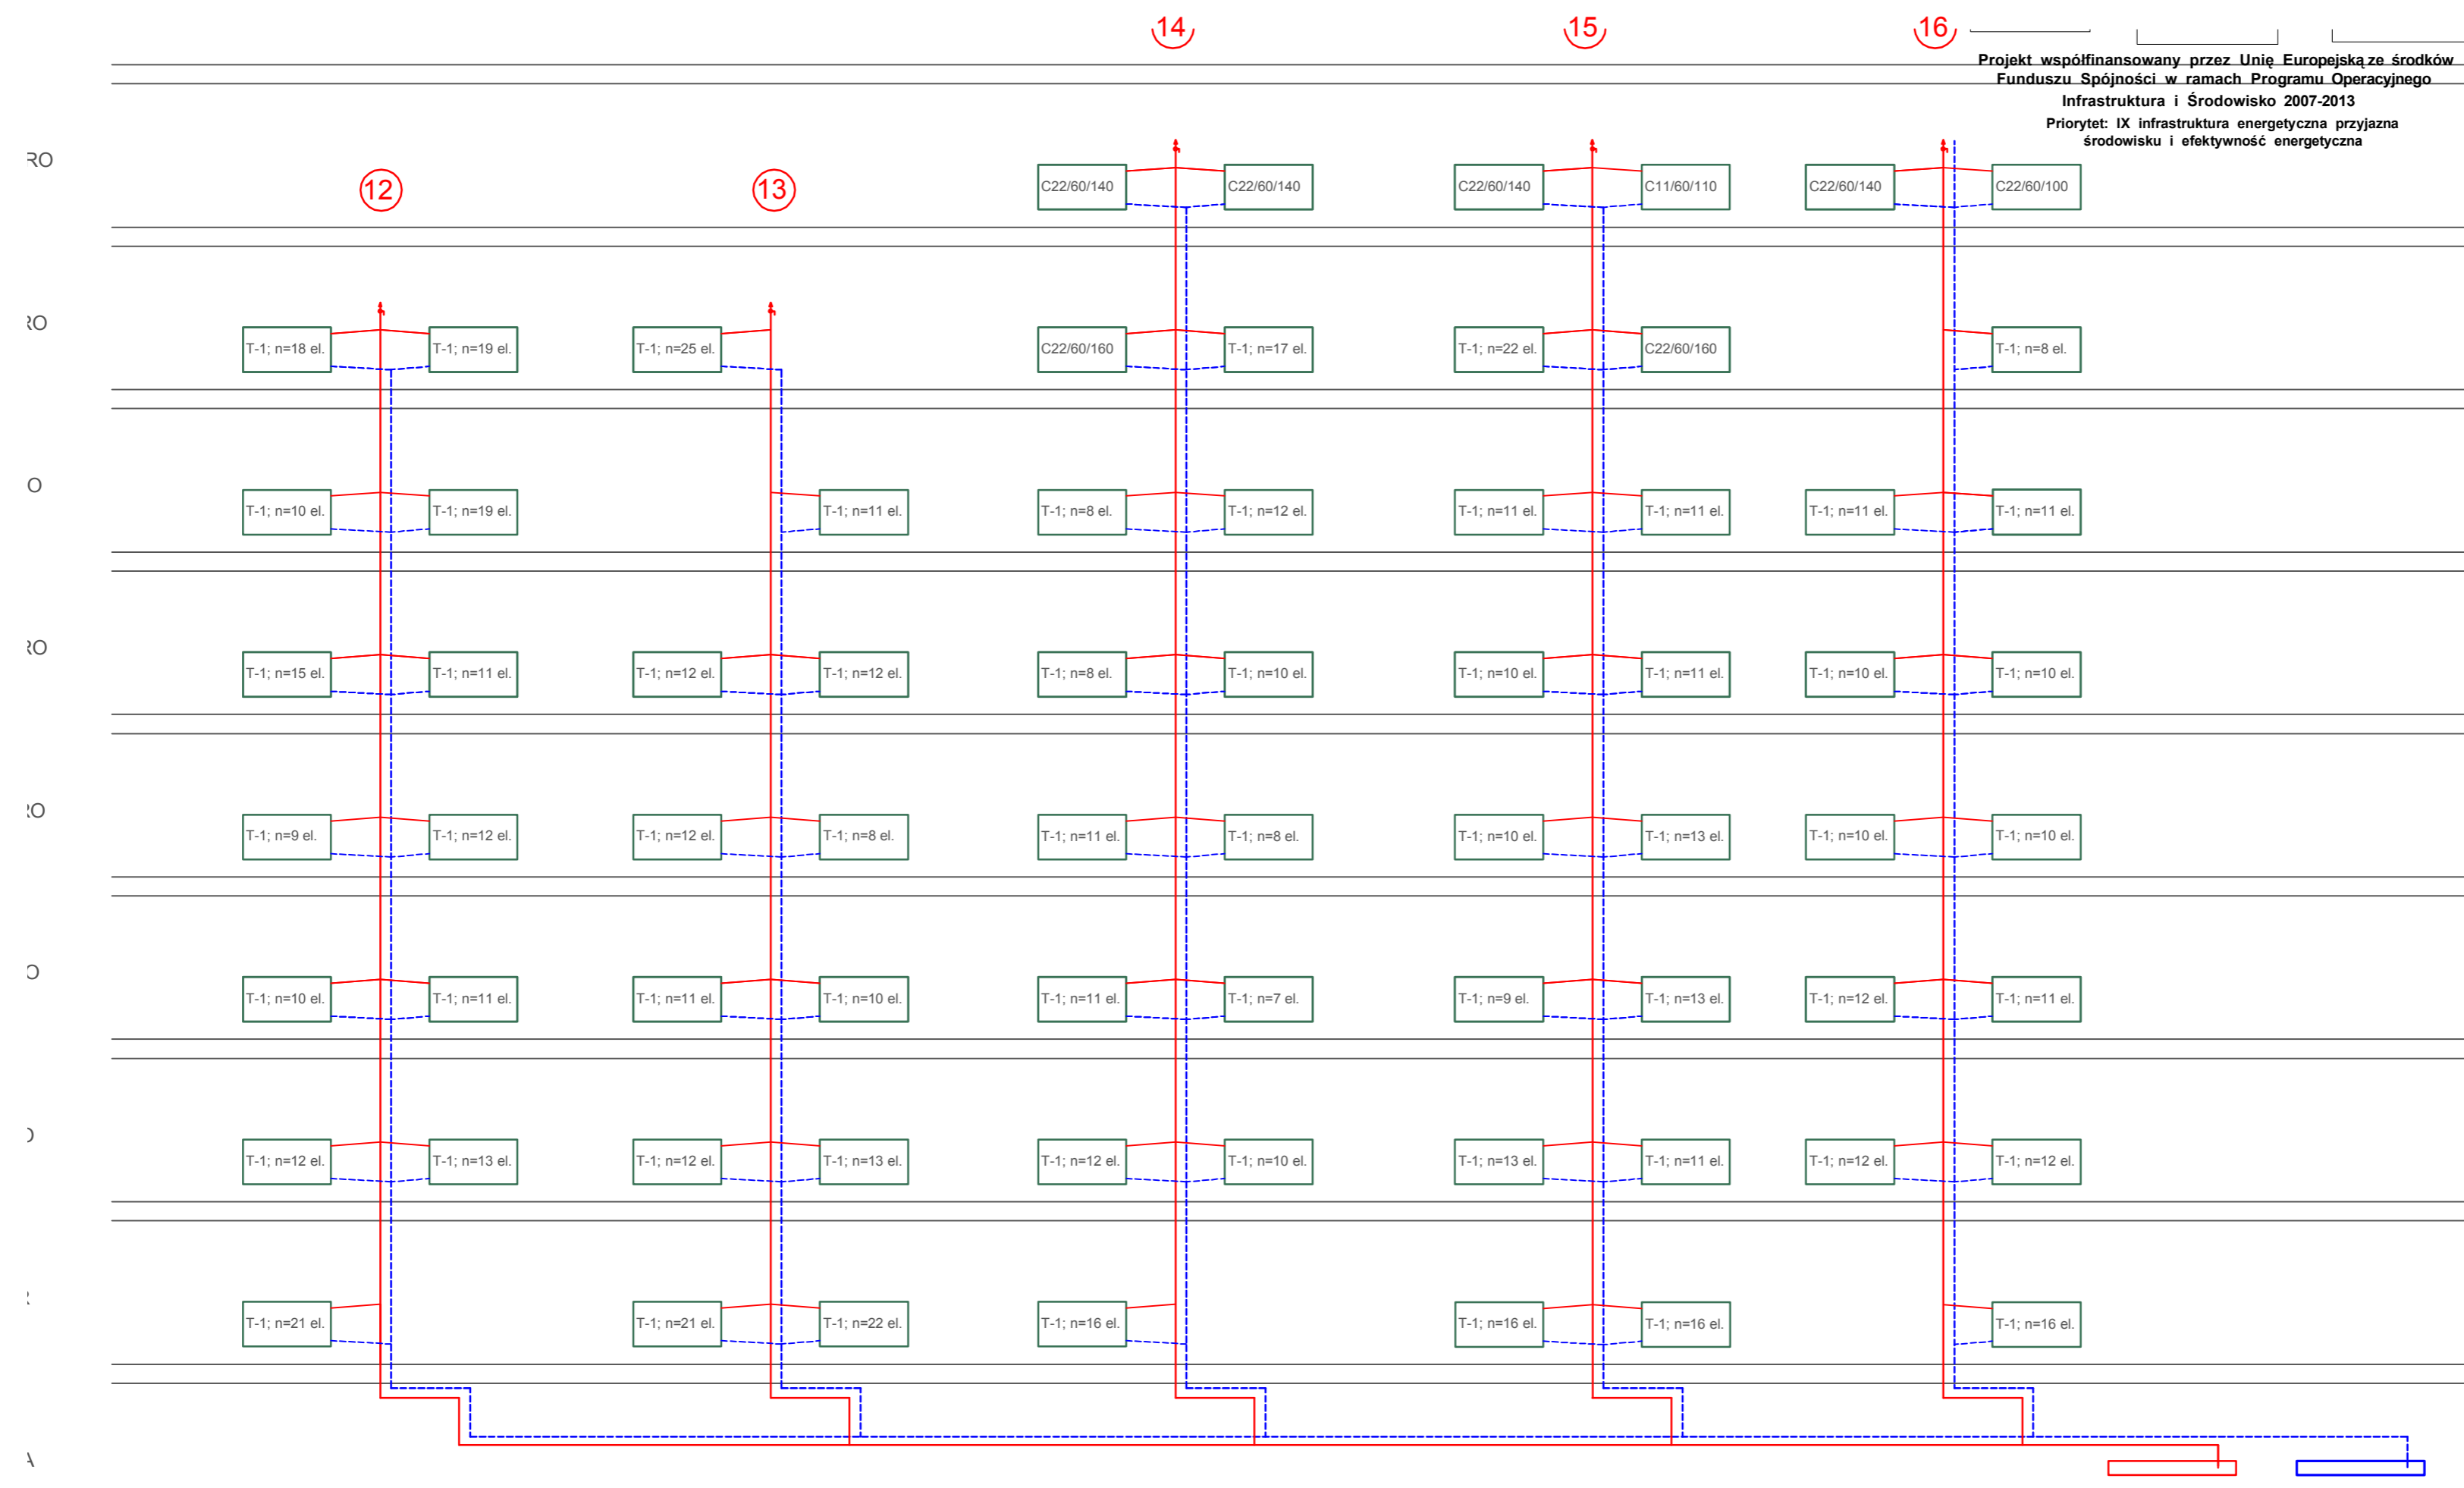 14 15 16
Projekt współfinansowany przez Unię Europejską ze środków
Funduszu Spójności w ramach Programu Operacyjnego
Infrastruktura i Środowisko 2007-2013
Priorytet: IX infrastruktura energetyczna przyjazna
środowisku i efektywność energetyczna
RO
12 13
C22/60/140 C22/60/140 C22/60/140 C11/60/110 C22/60/140 C22/60/100
RO
T-1; n=18 el. T-1; n=19 el. T-1; n=25 el. C22/60/160 T-1; n=17 el. T-1; n=22 el. C22/60/160 T-1; n=8 el.
O
T-1; n=10 el. T-1; n=19 el. T-1; n=11 el. T-1; n=8 el. T-1; n=12 el. T-1; n=11 el. T-1; n=11 el. T-1; n=11 el. T-1; n=11 el.
RO
T-1; n=15 el. T-1; n=11 el. T-1; n=12 el. T-1; n=12 el. T-1; n=8 el. T-1; n=10 el. T-1; n=10 el. T-1; n=11 el. T-1; n=10 el. T-1; n=10 el.
RO
T-1; n=9 el. T-1; n=12 el. T-1; n=12 el. T-1; n=8 el. T-1; n=11 el. T-1; n=8 el. T-1; n=10 el. T-1; n=13 el. T-1; n=10 el. T-1; n=10 el.
O
T-1; n=10 el. T-1; n=11 el. T-1; n=11 el. T-1; n=10 el. T-1; n=11 el. T-1; n=7 el. T-1; n=9 el. T-1; n=13 el. T-1; n=12 el. T-1; n=11 el.
T-1; n=12 el. T-1; n=13 el. T-1; n=12 el. T-1; n=13 el. T-1; n=12 el. T-1; n=10 el. T-1; n=13 el. T-1; n=11 el. T-1; n=12 el. T-1; n=12 el.
T-1; n=21 el. T-1; n=21 el. T-1; n=22 el. T-1; n=16 el. T-1; n=16 el. T-1; n=16 el. T-1; n=16 el.
A